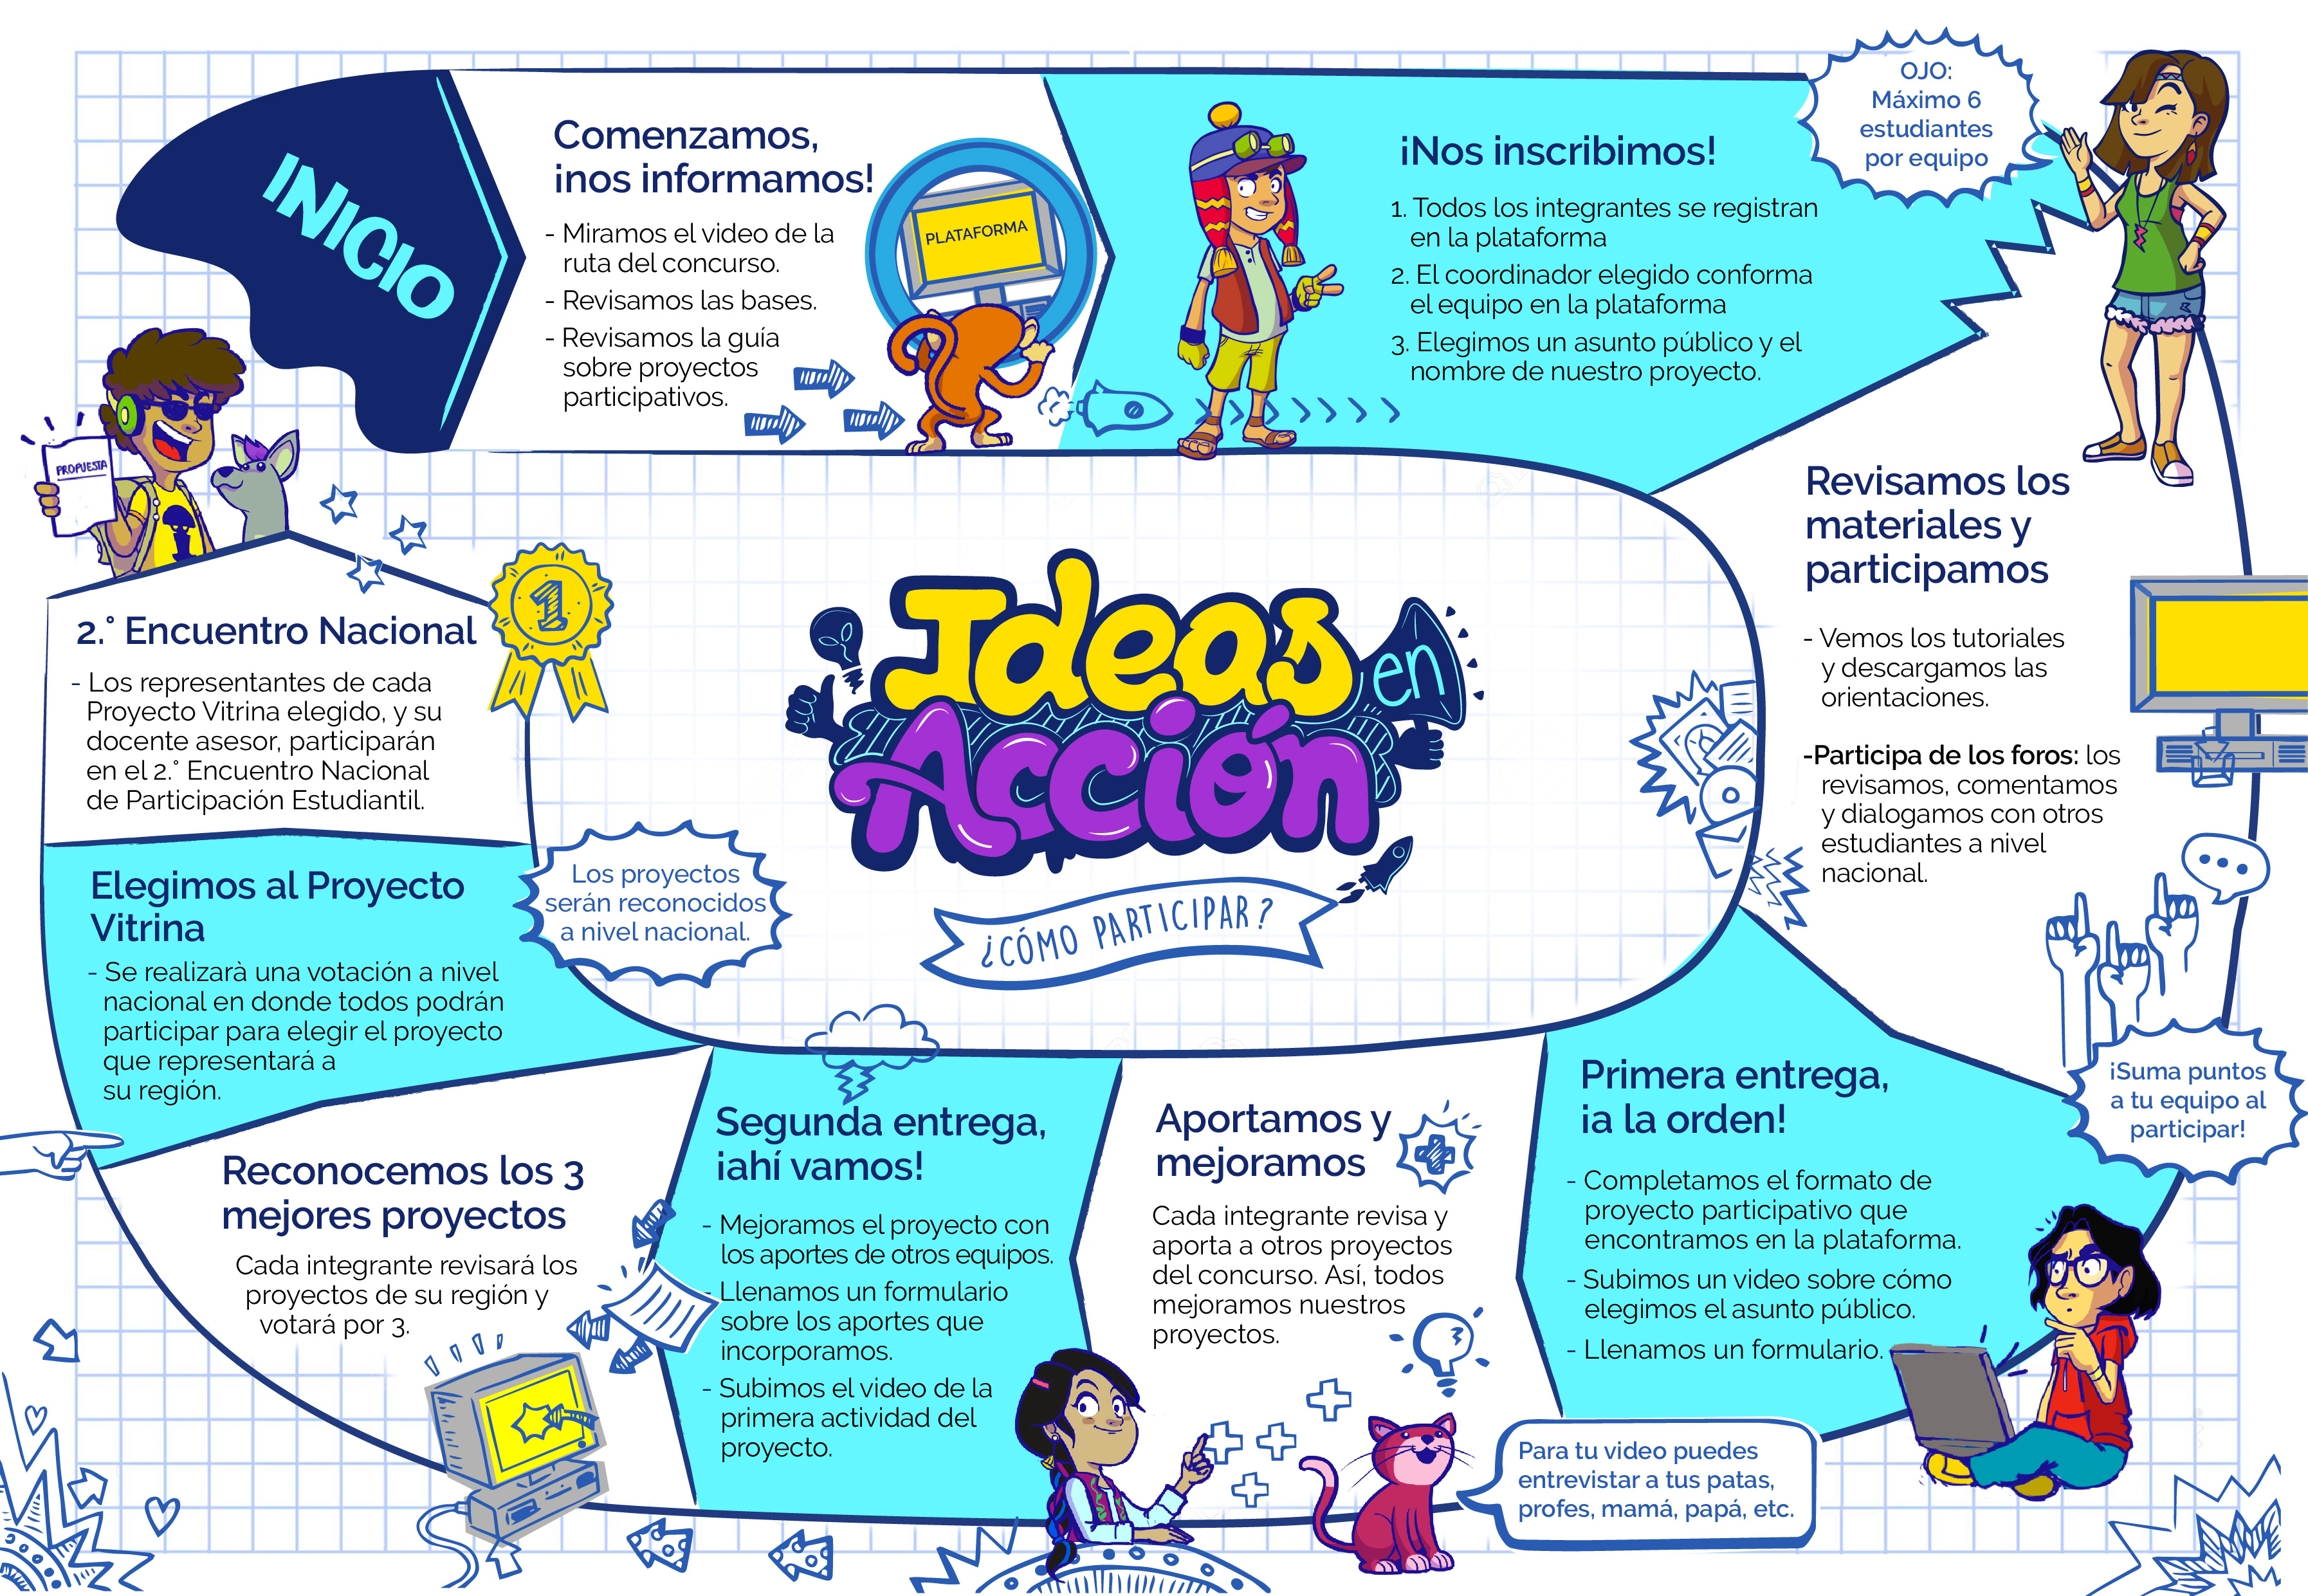 INICIO
Comenzamos,
¡nos informamos!
- Miramos el video de la
ruta del concurso.
- Revisamos las bases.
- Revisamos la guía
sobre proyectos
participativos.
PLATAFORMA
¡Nos inscribimos!
1. Todos los integrantes se registran
en la plataforma
2. El coordinador elegido conforma
el equipo en la plataforma
3. Elegimos un asunto público y el
nombre de nuestro proyecto.
OJO:
Máximo 6
estudiantes
por equipo
Revisamos los
materiales y
participamos
- Vemos los tutoriales
y descargamos las
orientaciones.
-Participa de los foros: los
revisamos, comentamos
y dialogamos con otros
estudiantes a nivel
nacional.
¡Suma puntos
a tu equipo al
participar!
Primera entrega,
¡a la orden!
- Completamos el formato de
proyecto participativo que
encontramos en la plataforma.
- Subimos un video sobre cómo
elegimos el asunto público.
- Llenamos un formulario.
Para tu video puedes
entrevistar a tus patas,
profes, mamá, papá, etc.
Aportamos y
mejoramos
Cada integrante revisa y
aporta a otros proyectos
del concurso. Así, todos
mejoramos nuestros
proyectos.
Segunda entrega,
¡ahí vamos!
- Mejoramos el proyecto con
los aportes de otros equipos.
- Llenamos un formulario
sobre los aportes que
incorporamos.
- Subimos el video de la
primera actividad del
proyecto.
Reconocemos los 3
mejores proyectos
Cada integrante revisará los
proyectos de su región y
votará por 3.
Elegimos al Proyecto
Vitrina
- Se realizarà una votación a nivel
nacional en donde todos podrán
participar para elegir el proyecto
que representará a
su región.
Los proyectos
serán reconocidos
a nivel nacional.
2.° Encuentro Nacional
- Los representantes de cada
Proyecto Vitrina elegido, y su
docente asesor, participarán
en el 2.° Encuentro Nacional
de Participación Estudiantil.
1
PROPUESTA
Ideas en
Acción
¿CÓMO PARTICIPAR?